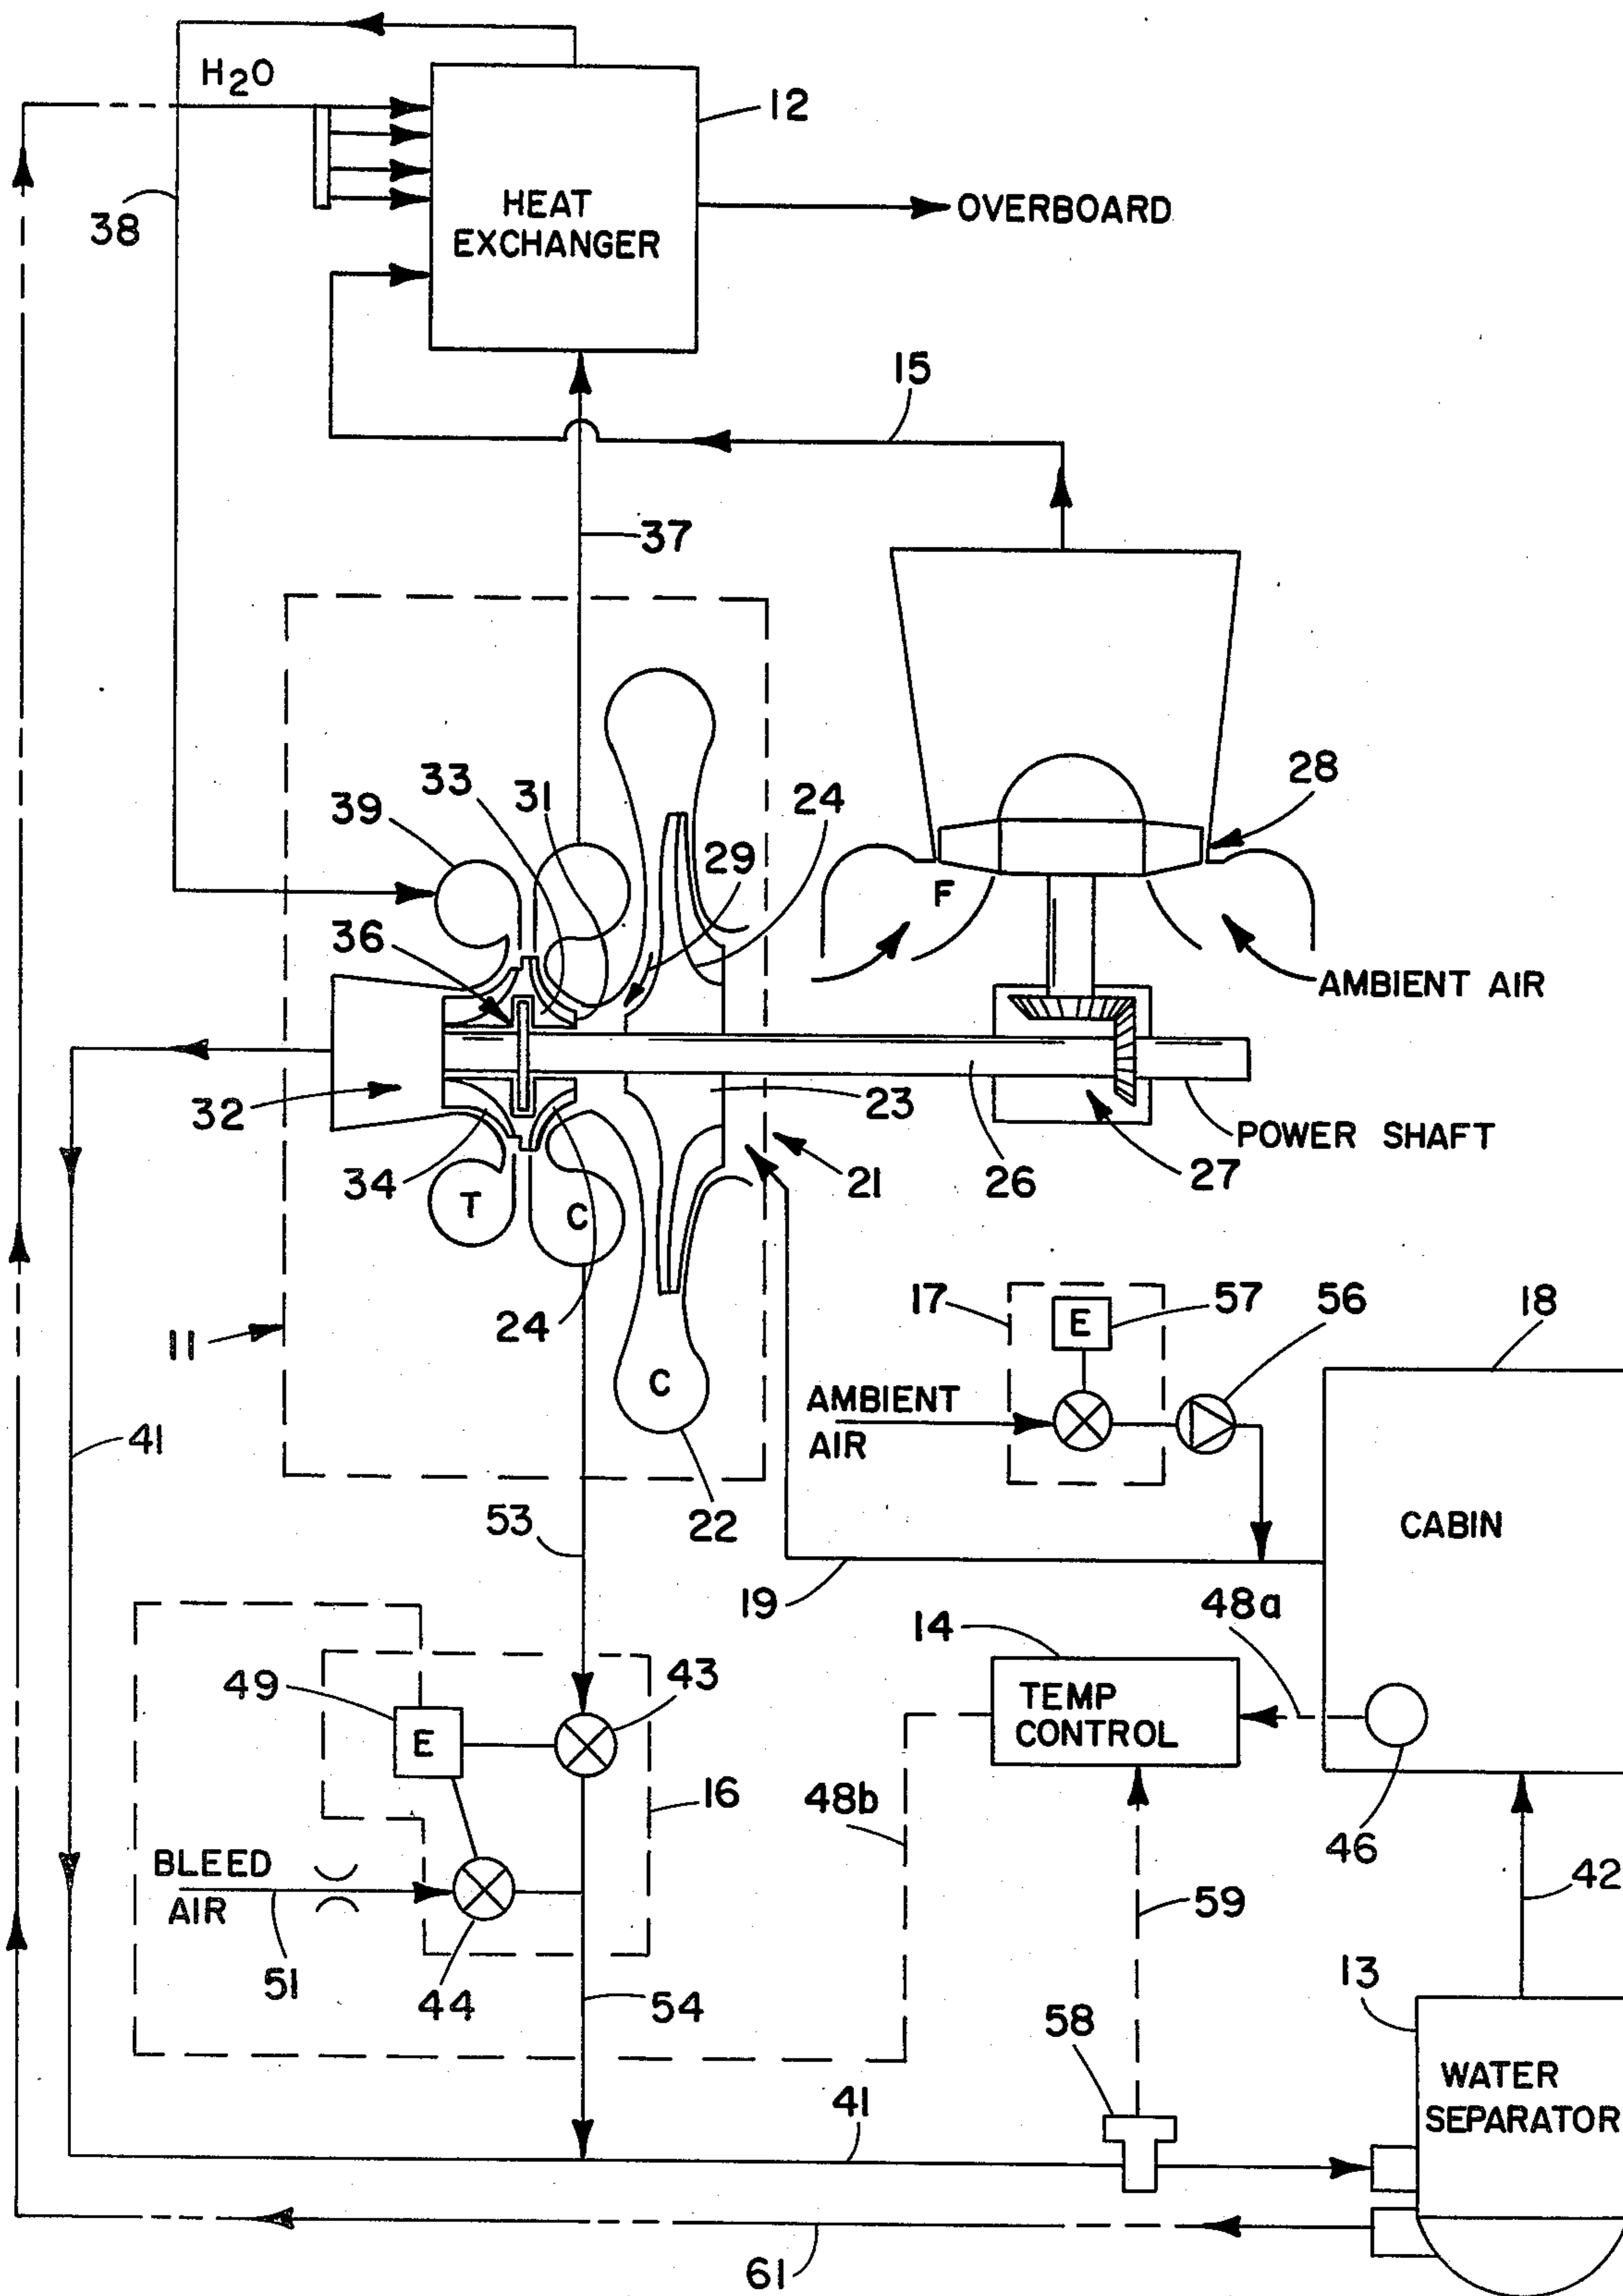 H2O
12
38
HEAT
EXCHANGER
OVERBOARD
15
37
28
33
31
24
39
29
F
36
AMBIENT AIR
32
23
POWER SHAFT
34
T
C
21
26
27
24
17
E
57
56
18
11
C
AMBIENT
AIR
41
53
22
CABIN
19
48a
14
49
43
TEMP
CONTROL
E
16
48b
46
BLEED
AIR
42
59
51
44
54
13
58
WATER
SEPARATOR
41
61